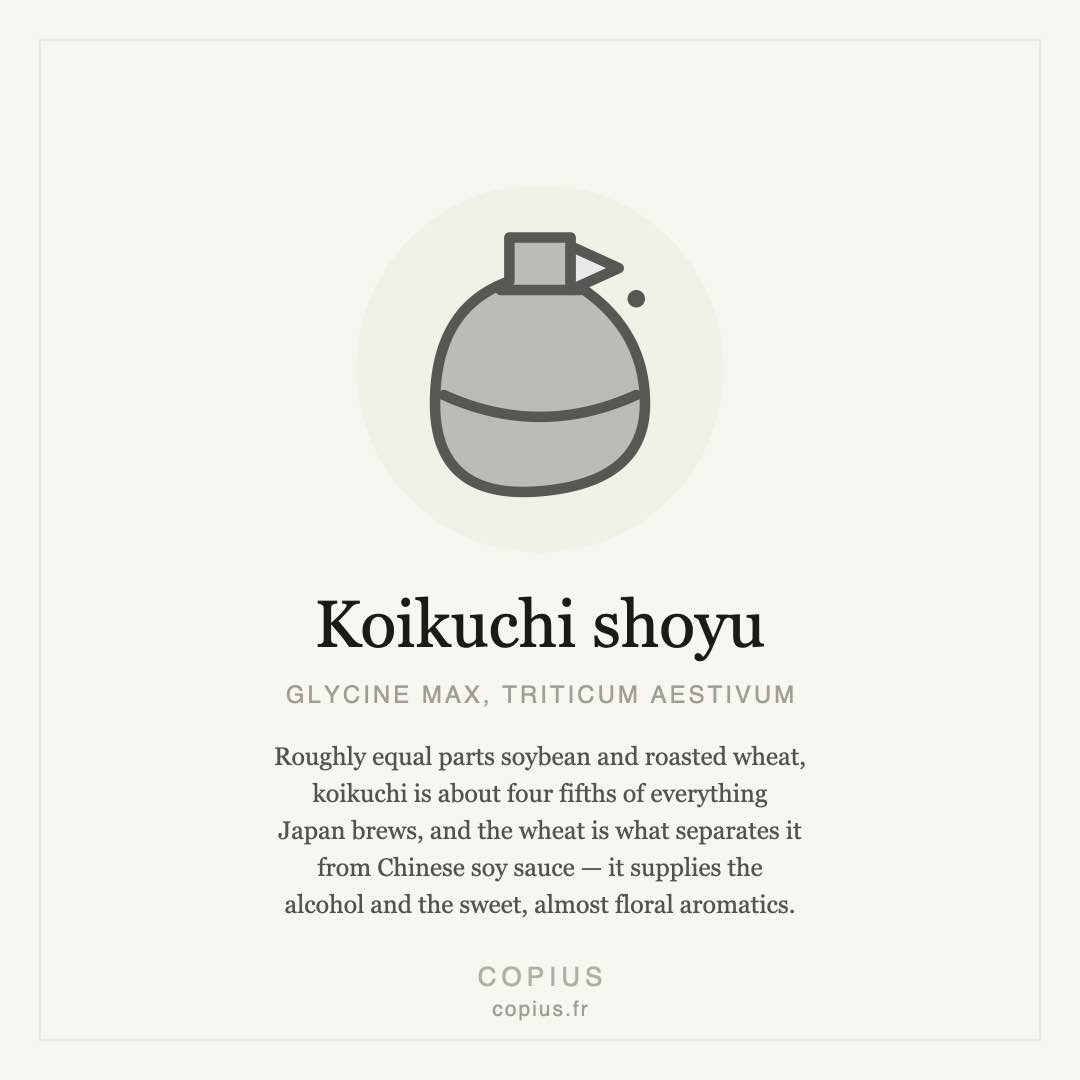 Koikuchi shoyu
GLYCINE MAX, TRITICUM AESTIVUM
Roughly equal parts soybean and roasted wheat,
koikuchi is about four fifths of everything
Japan brews, and the wheat is what separates it
from Chinese soy sauce — it supplies the
alcohol and the sweet, almost floral aromatics.
COPIUS
copius.fr